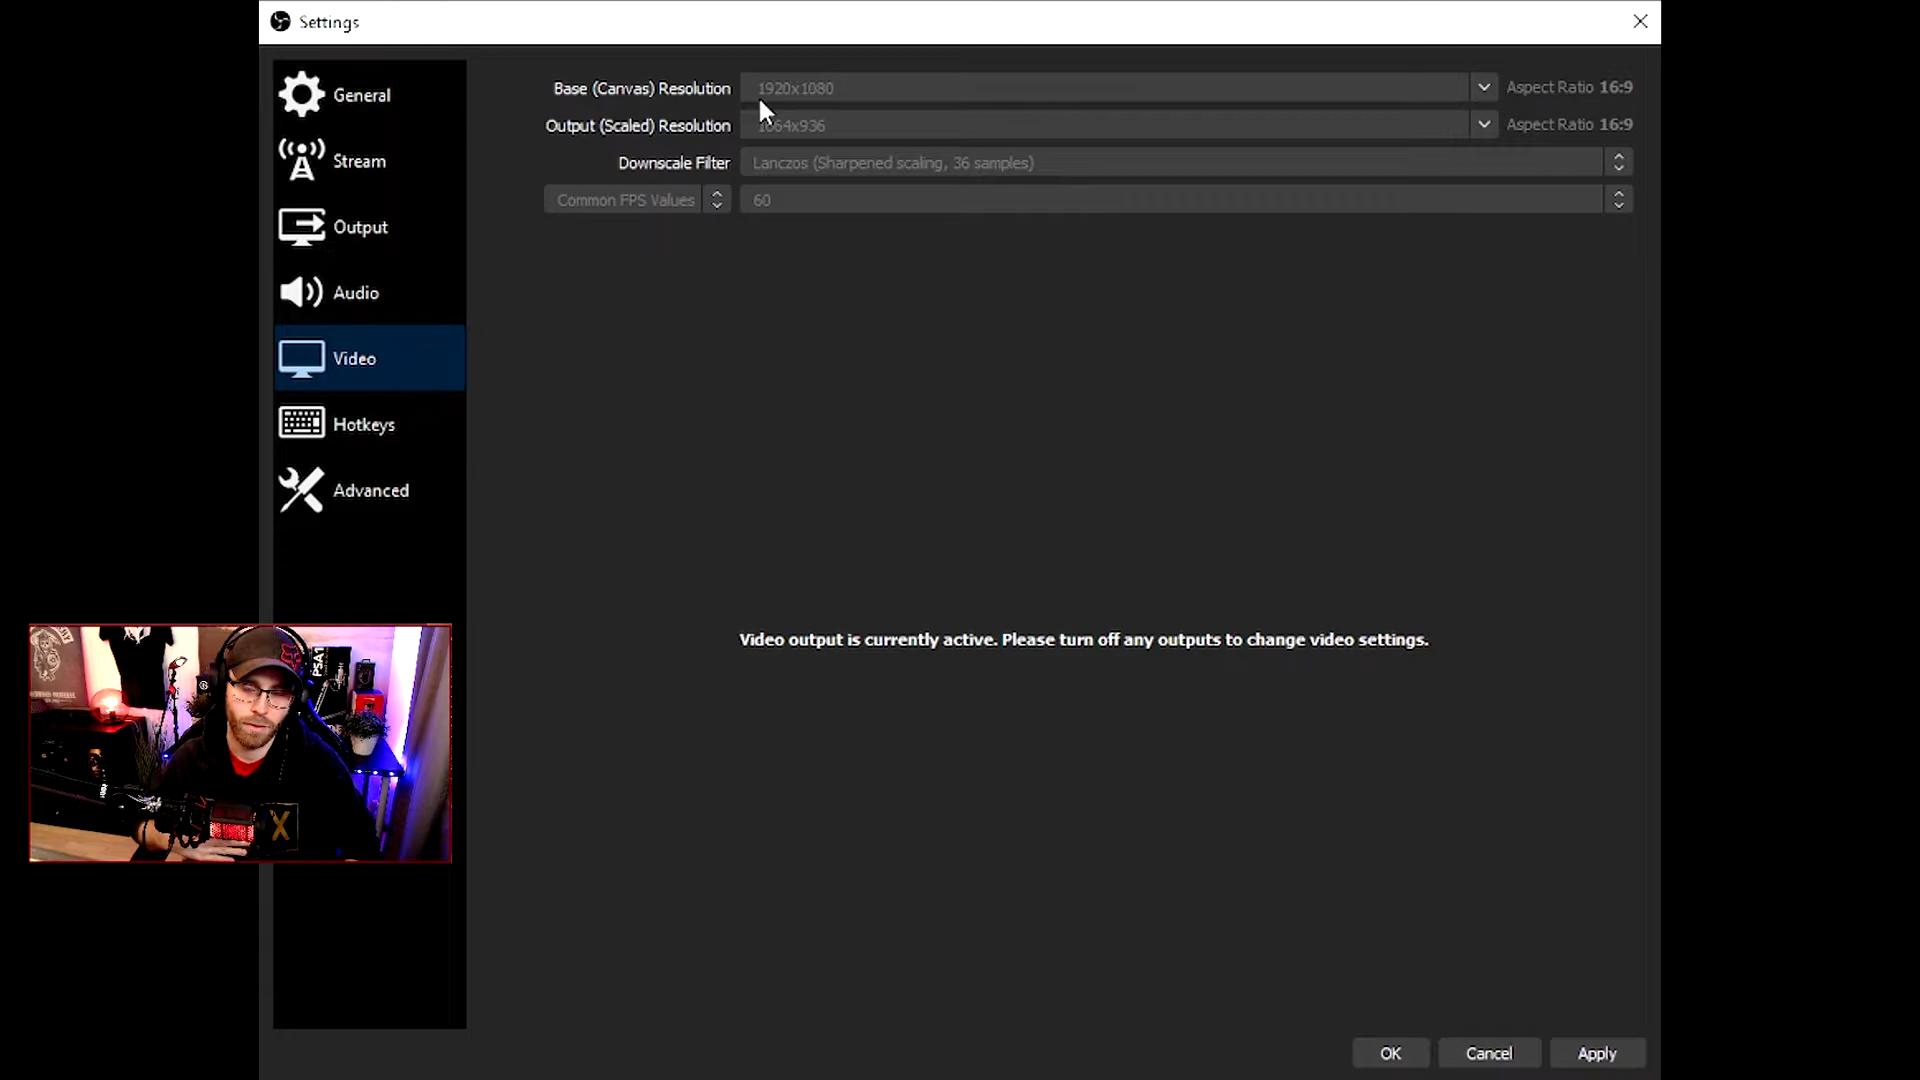 Settings
General
Stream
Output
Audio
Video
Hotkeys
Advanced
Base (Canvas) Resolution 1920x1080 Aspect Ratio 16:9
Output (Scaled) Resolution 1664x936 Aspect Ratio 16:9
Downscale Filter Lanczos (Sharpened scaling, 36 samples)
Common FPS Values 60
Video output is currently active. Please turn off any outputs to change video settings.
PSA1
X
OK Cancel Apply